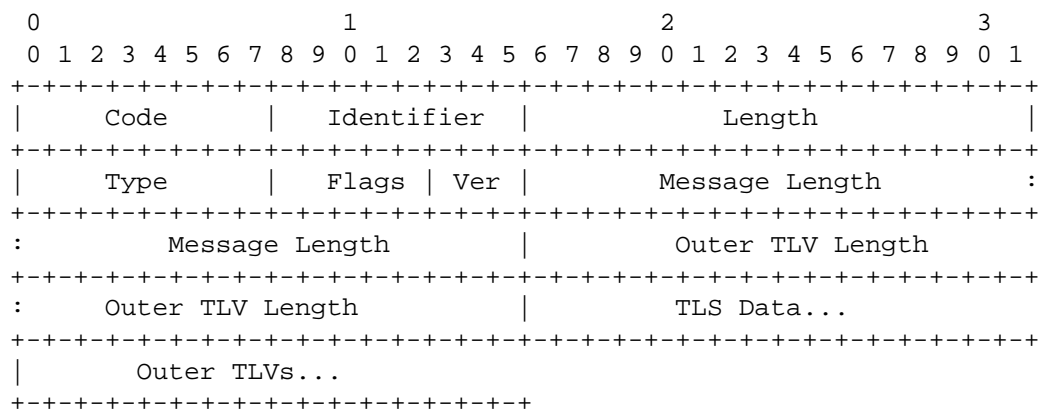 0                   1                   2                   3
 0 1 2 3 4 5 6 7 8 9 0 1 2 3 4 5 6 7 8 9 0 1 2 3 4 5 6 7 8 9 0 1
+-+-+-+-+-+-+-+-+-+-+-+-+-+-+-+-+-+-+-+-+-+-+-+-+-+-+-+-+-+-+-+-+
|     Code      |   Identifier  |            Length             |
+-+-+-+-+-+-+-+-+-+-+-+-+-+-+-+-+-+-+-+-+-+-+-+-+-+-+-+-+-+-+-+-+
|     Type      |   Flags | Ver |        Message Length         :
+-+-+-+-+-+-+-+-+-+-+-+-+-+-+-+-+-+-+-+-+-+-+-+-+-+-+-+-+-+-+-+-+
:         Message Length        |         Outer TLV Length
+-+-+-+-+-+-+-+-+-+-+-+-+-+-+-+-+-+-+-+-+-+-+-+-+-+-+-+-+-+-+-+-+
:     Outer TLV Length          |         TLS Data...
+-+-+-+-+-+-+-+-+-+-+-+-+-+-+-+-+-+-+-+-+-+-+-+-+-+-+-+-+-+-+-+-+
|       Outer TLVs...
+-+-+-+-+-+-+-+-+-+-+-+-+-+-+-+-+